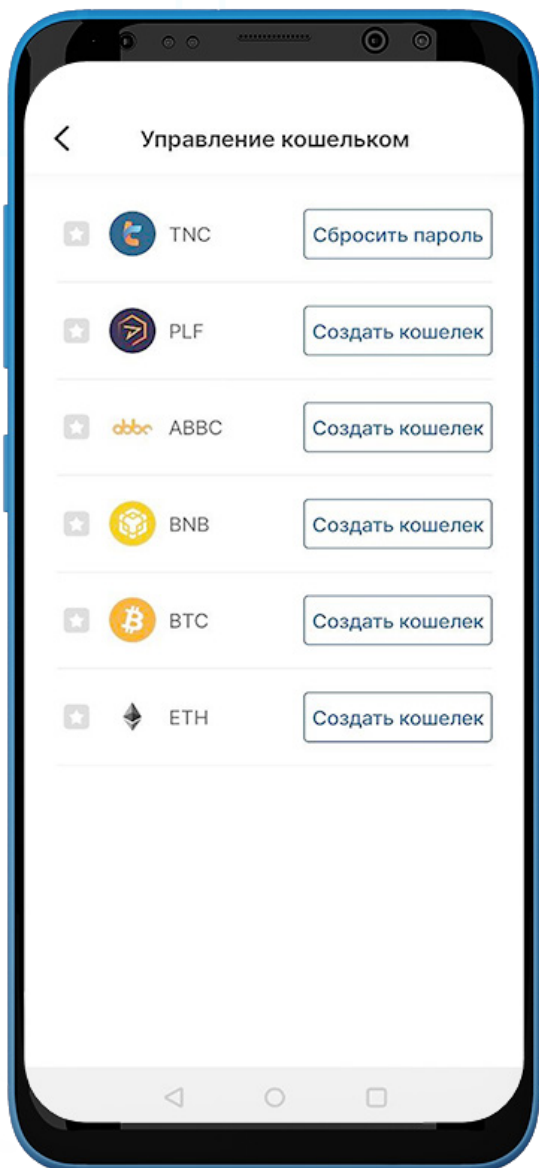 Управление кошельком
TNC Сбросить пароль
PLF Создать кошелек
abbc ABBC Создать кошелек
BNB Создать кошелек
BTC Создать кошелек
ETH Создать кошелек